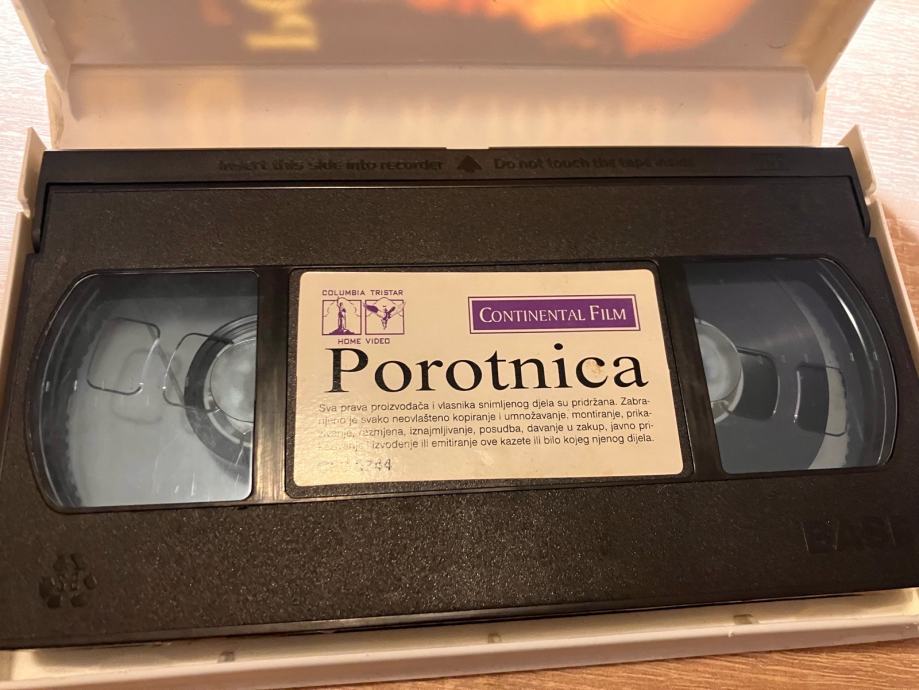 Insert this side into recorder Do not touch the tape inside
COLUMBIA TRISTAR
HOME VIDEO
CONTINENTAL FILM
Porotnica
Sva prava proizvođača i vlasnika snimljenog djela su pridržana. Zabra-
njeno je svako neovlašteno kopiranje i umnožavanje, montiranje, prika-
zivanje, razmjena, iznajmljivanje, posudba, davanje u zakup, javno pri-
kazivanje, izvođenje ili emitiranje ove kazete ili bilo kojeg njenog dijela.
BASF